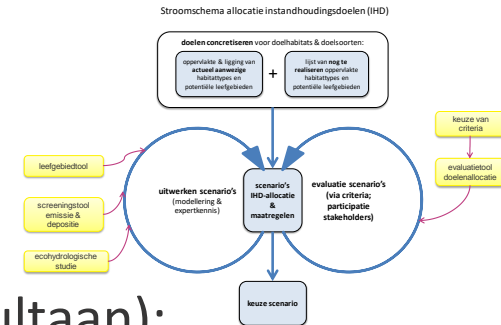 Stroomschema allocatie instandhoudingsdoelen (IHD)
doelen concretiseren voor doelhabitats & doelsoorten:
oppervlakte & ligging van
actueel aanwezige
habitattypes en
potentiële leefgebieden
+
lijst van nog te
realiseren oppervlakte
habitattypes en
potentiële leefgebieden
keuze van
criteria
evaluatietool
doelenallocatie
leefgebiedtool
screeningstool
emissie &
depositie
ecohydrologische
studie
uitwerken scenario's
(modellering &
expertkennis)
scenario's
IHD-allocatie
&
maatregelen
evaluatie scenario's
(via criteria;
participatie
stakeholders)
keuze scenario
ultaan):